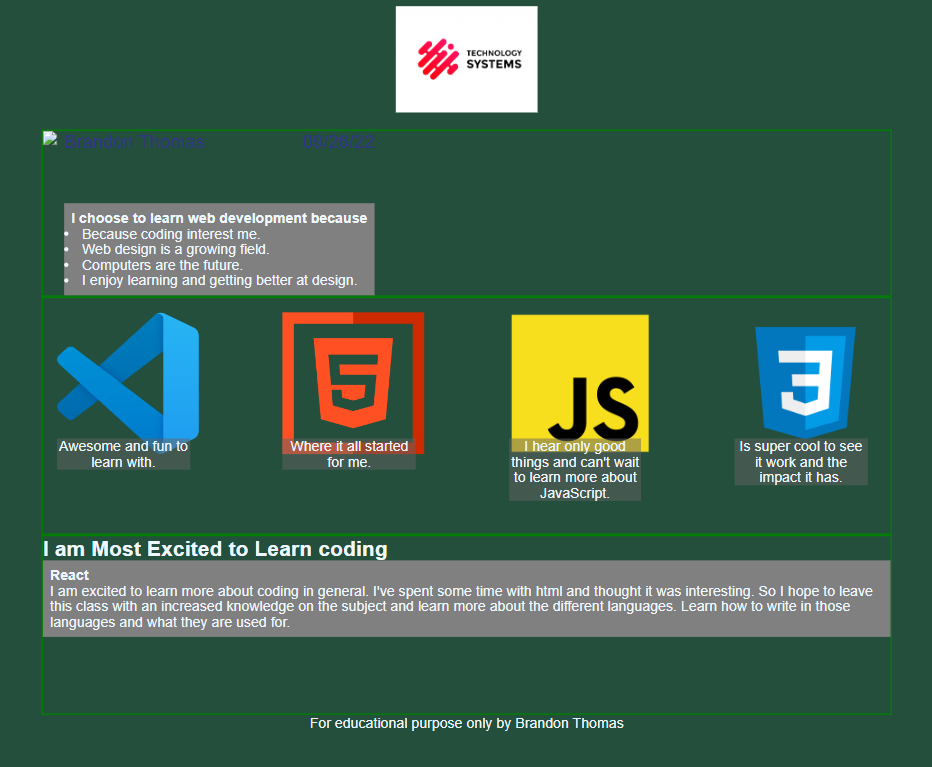 TECHNOLOGY
SYSTEMS
Brandon Thomas 06/26/22
I choose to learn web development because
Because coding interest me.
Web design is a growing field.
Computers are the future.
I enjoy learning and getting better at design.
5
JS
3
Awesome and fun to
learn with.
Where it all started
for me.
I hear only good
things and can't wait
to learn more about
JavaScript.
Is super cool to see
it work and the
impact it has.
I am Most Excited to Learn coding
React
I am excited to learn more about coding in general. I've spent some time with html and thought it was interesting. So I hope to leave
this class with an increased knowledge on the subject and learn more about the different languages. Learn how to write in those
languages and what they are used for.
For educational purpose only by Brandon Thomas